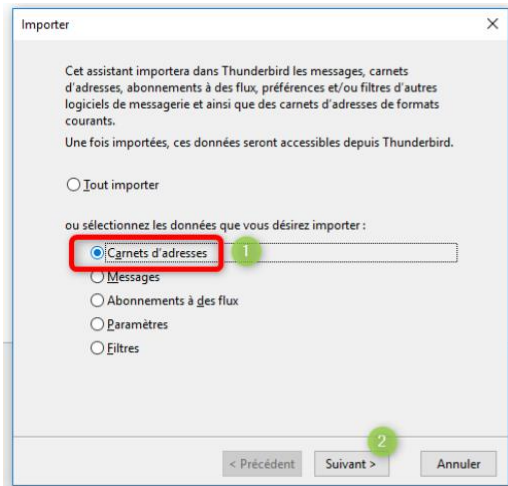 Importer
Cet assistant importera dans Thunderbird les messages, carnets
d'adresses, abonnements à des flux, préférences et/ou filtres d'autres
logiciels de messagerie et ainsi que des carnets d'adresses de formats
courants.
Une fois importées, ces données seront accessibles depuis Thunderbird.
Tout importer
ou sélectionnez les données que vous désirez importer :
Carnets d'adresses 1
Messages
Abonnements à des flux
Paramètres
Filtres
2
< Précédent Suivant > Annuler